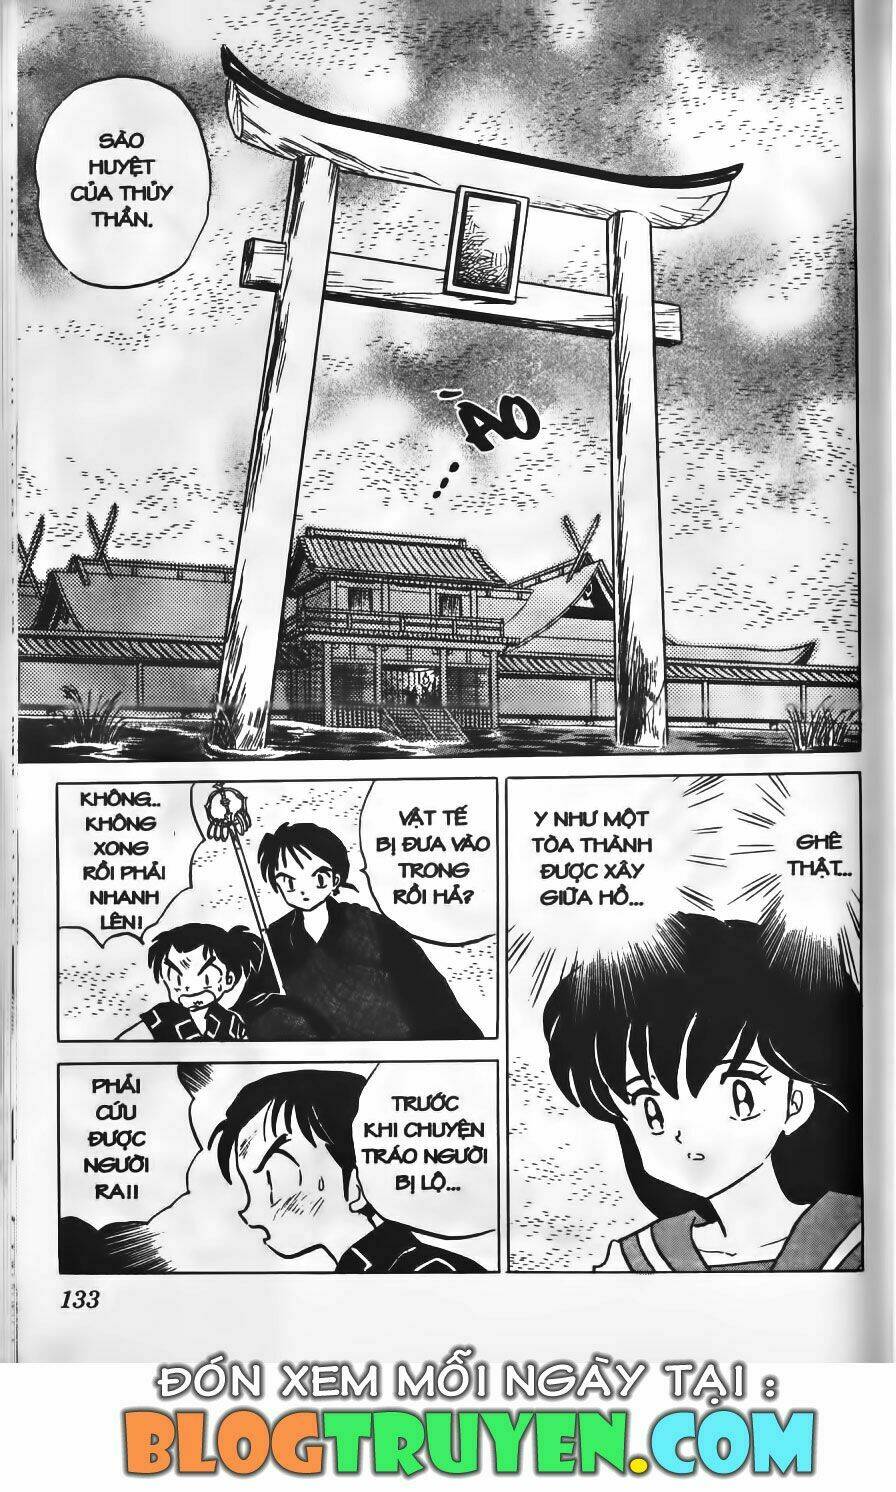 SÀO
HUYỆT
CỦA THỦY
THẦN.
ÀO
GHÊ
THẬT...
Y NHƯ MỘT
TÒA THÀNH
ĐƯỢC XÂY
GIỮA HỒ...
VẬT TẾ
BỊ ĐƯA VÀO
TRONG
RỒI HẢ?
KHÔNG...
KHÔNG
XONG
RỒI PHẢI
NHANH
LÊN!
TRƯỚC
KHI CHUYỆN
TRÁO NGƯỜI
BỊ LỘ...
PHẢI
CỨU
ĐƯỢC
NGƯỜI
RA!!
133
ĐÓN XEM MỖI NGÀY TẠI :
BLOGTRUYEN.COM